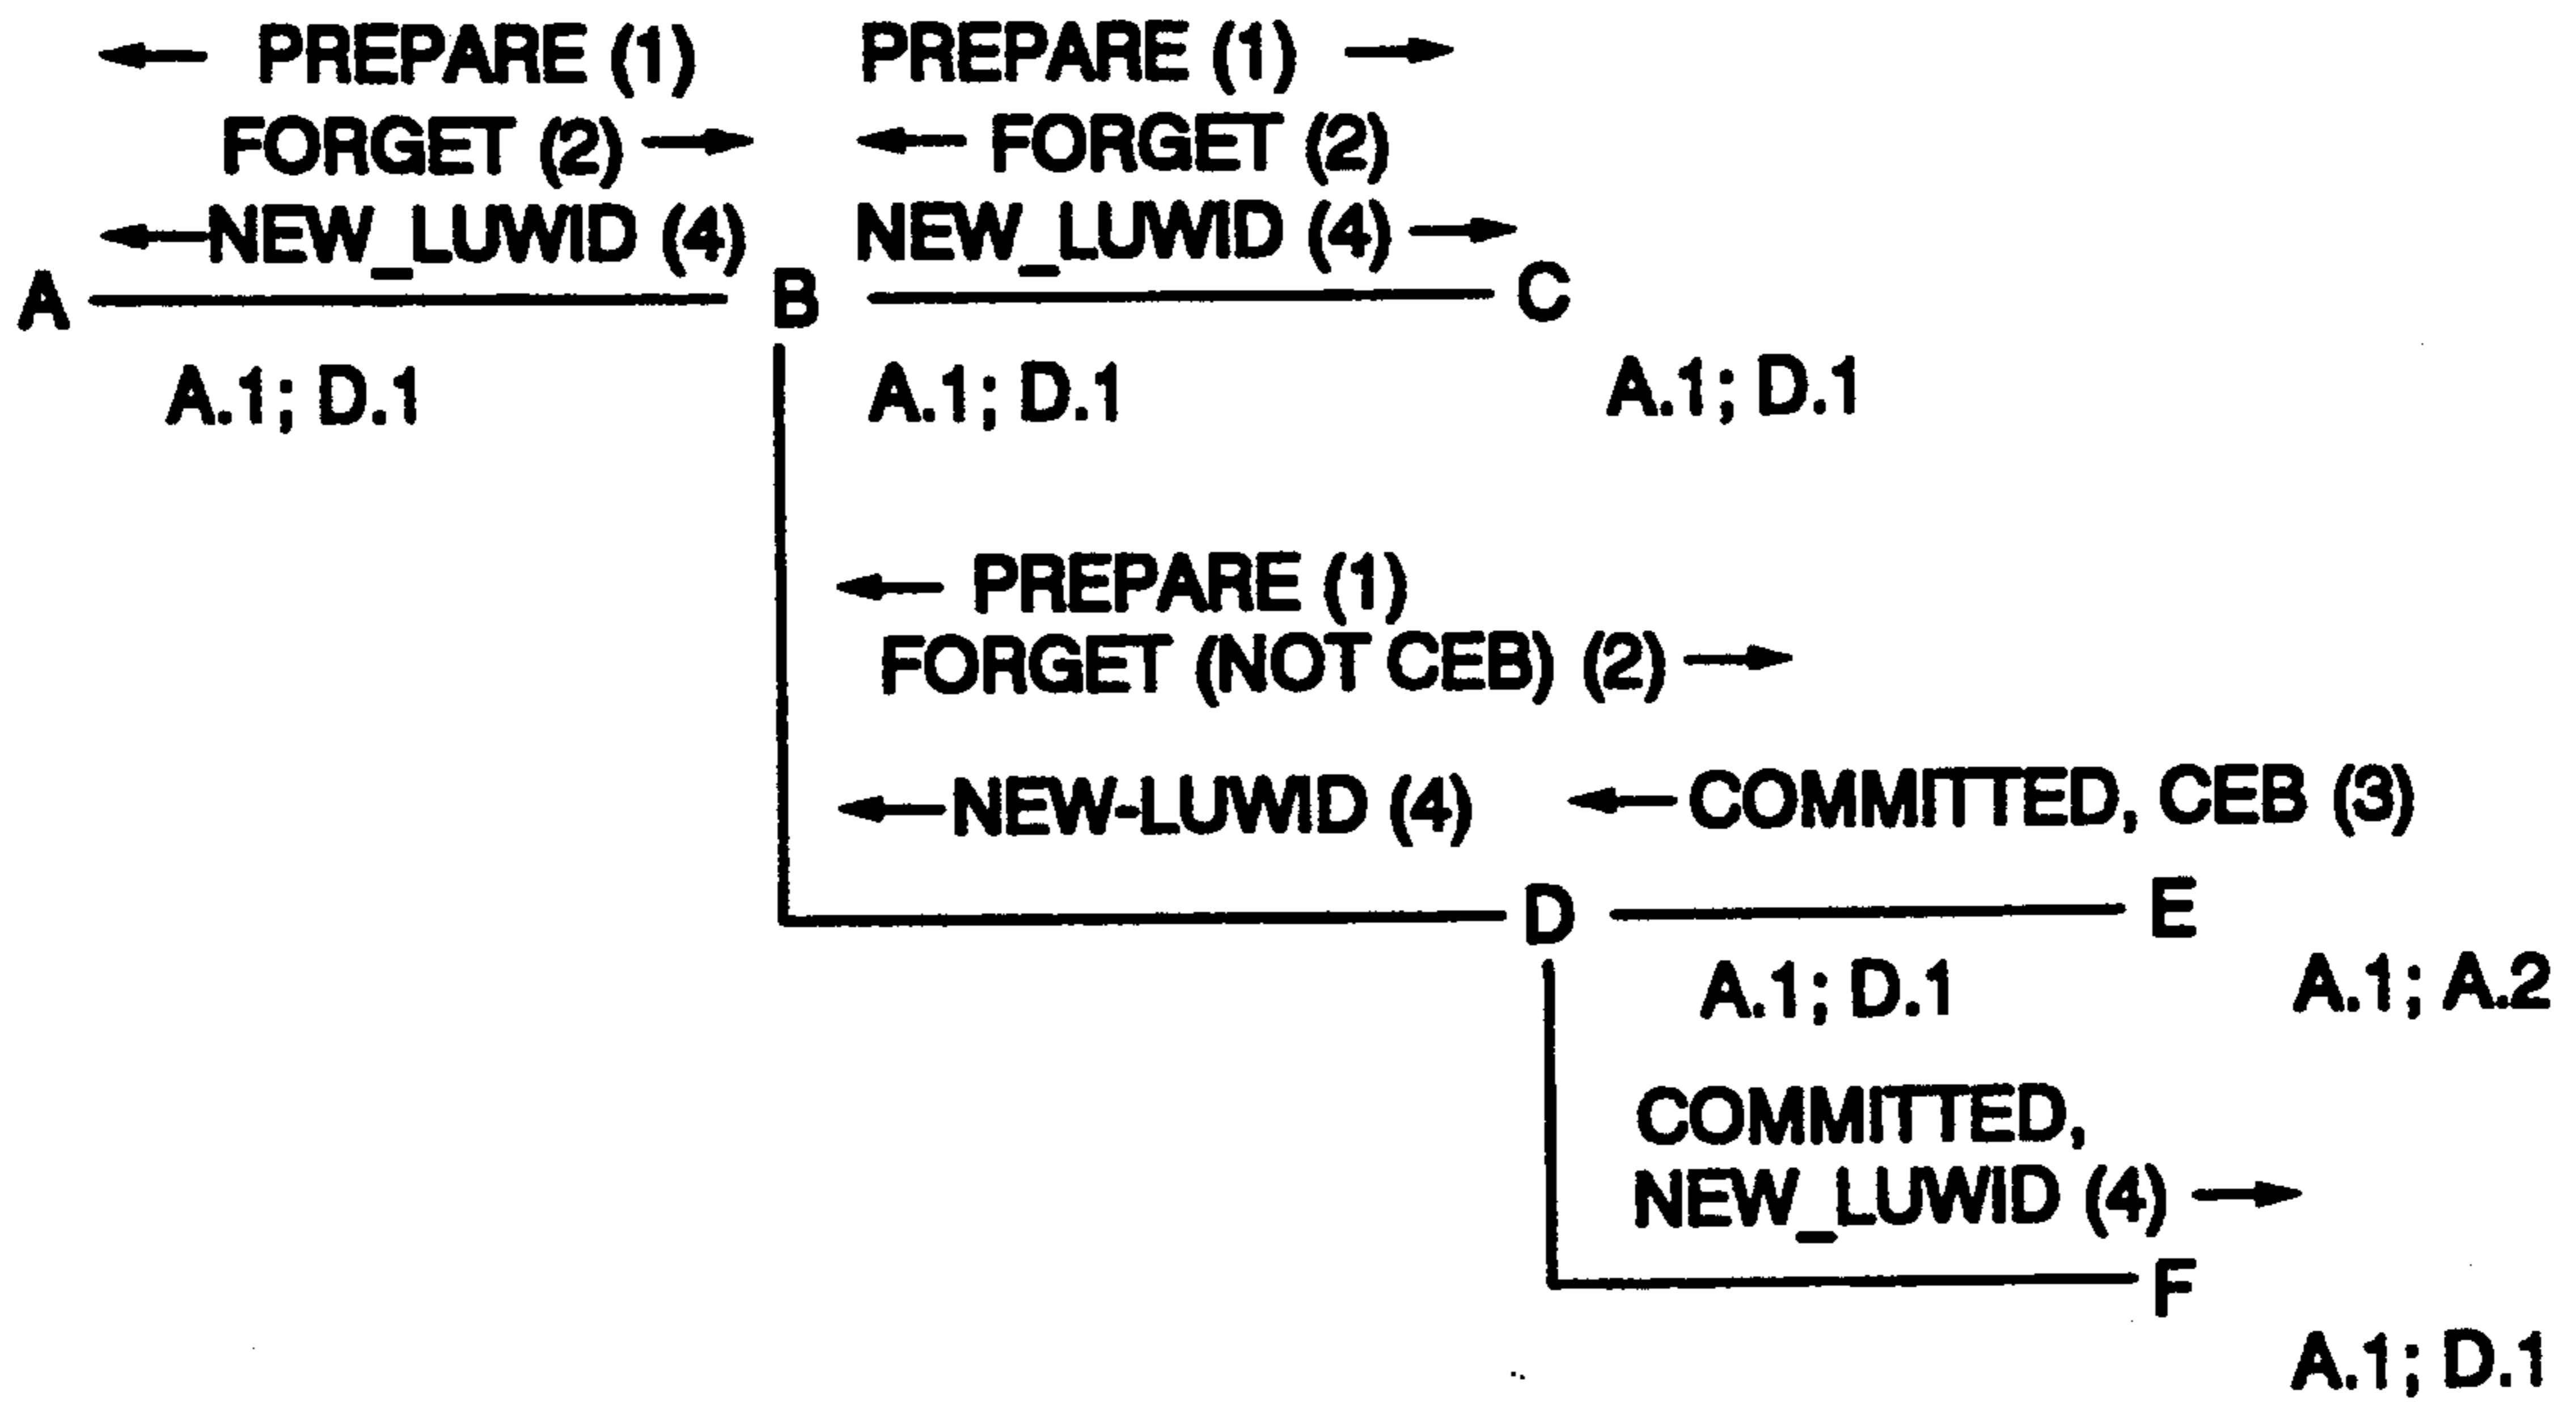 ← PREPARE (1) PREPARE (1) →
FORGET (2) → ← FORGET (2)
← NEW_LUWID (4) NEW_LUWID (4) →
A B C
A.1; D.1 A.1; D.1 A.1; D.1
← PREPARE (1)
FORGET (NOT CEB) (2) →
← NEW-LUWID (4) ← COMMITTED, CEB (3)
D E
A.1; D.1 A.1; A.2
COMMITTED,
NEW_LUWID (4) →
F
A.1; D.1